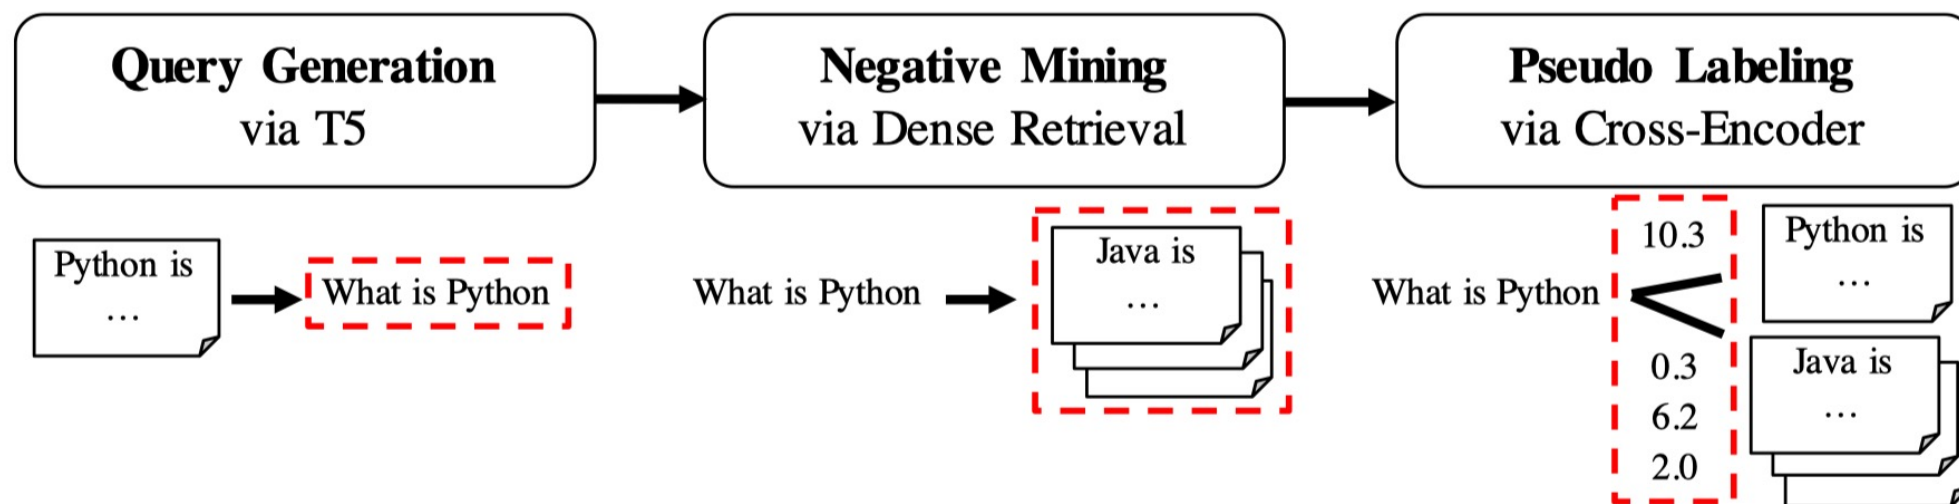 Query Generation
via T5
Negative Mining
via Dense Retrieval
Pseudo Labeling
via Cross-Encoder
Python is
...
What is Python
What is Python
Java is
...
What is Python
10.3
0.3
6.2
2.0
Python is
...
Java is
...